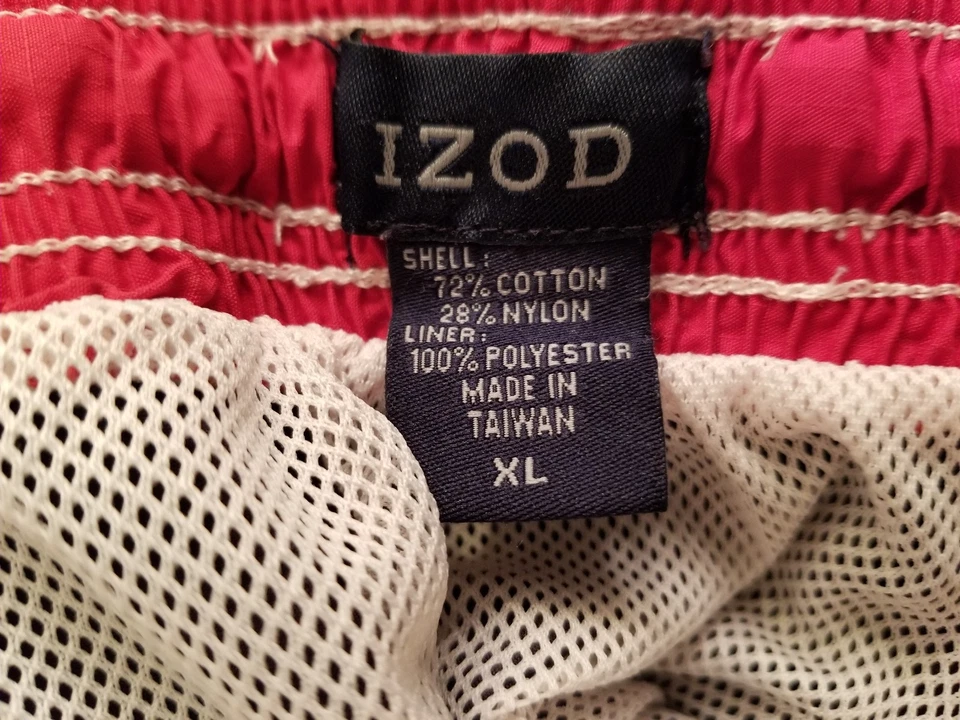 IZOD
SHELL:
72% COTTON
28% NYLON
LINER:
100% POLYESTER
MADE IN
TAIWAN
XL